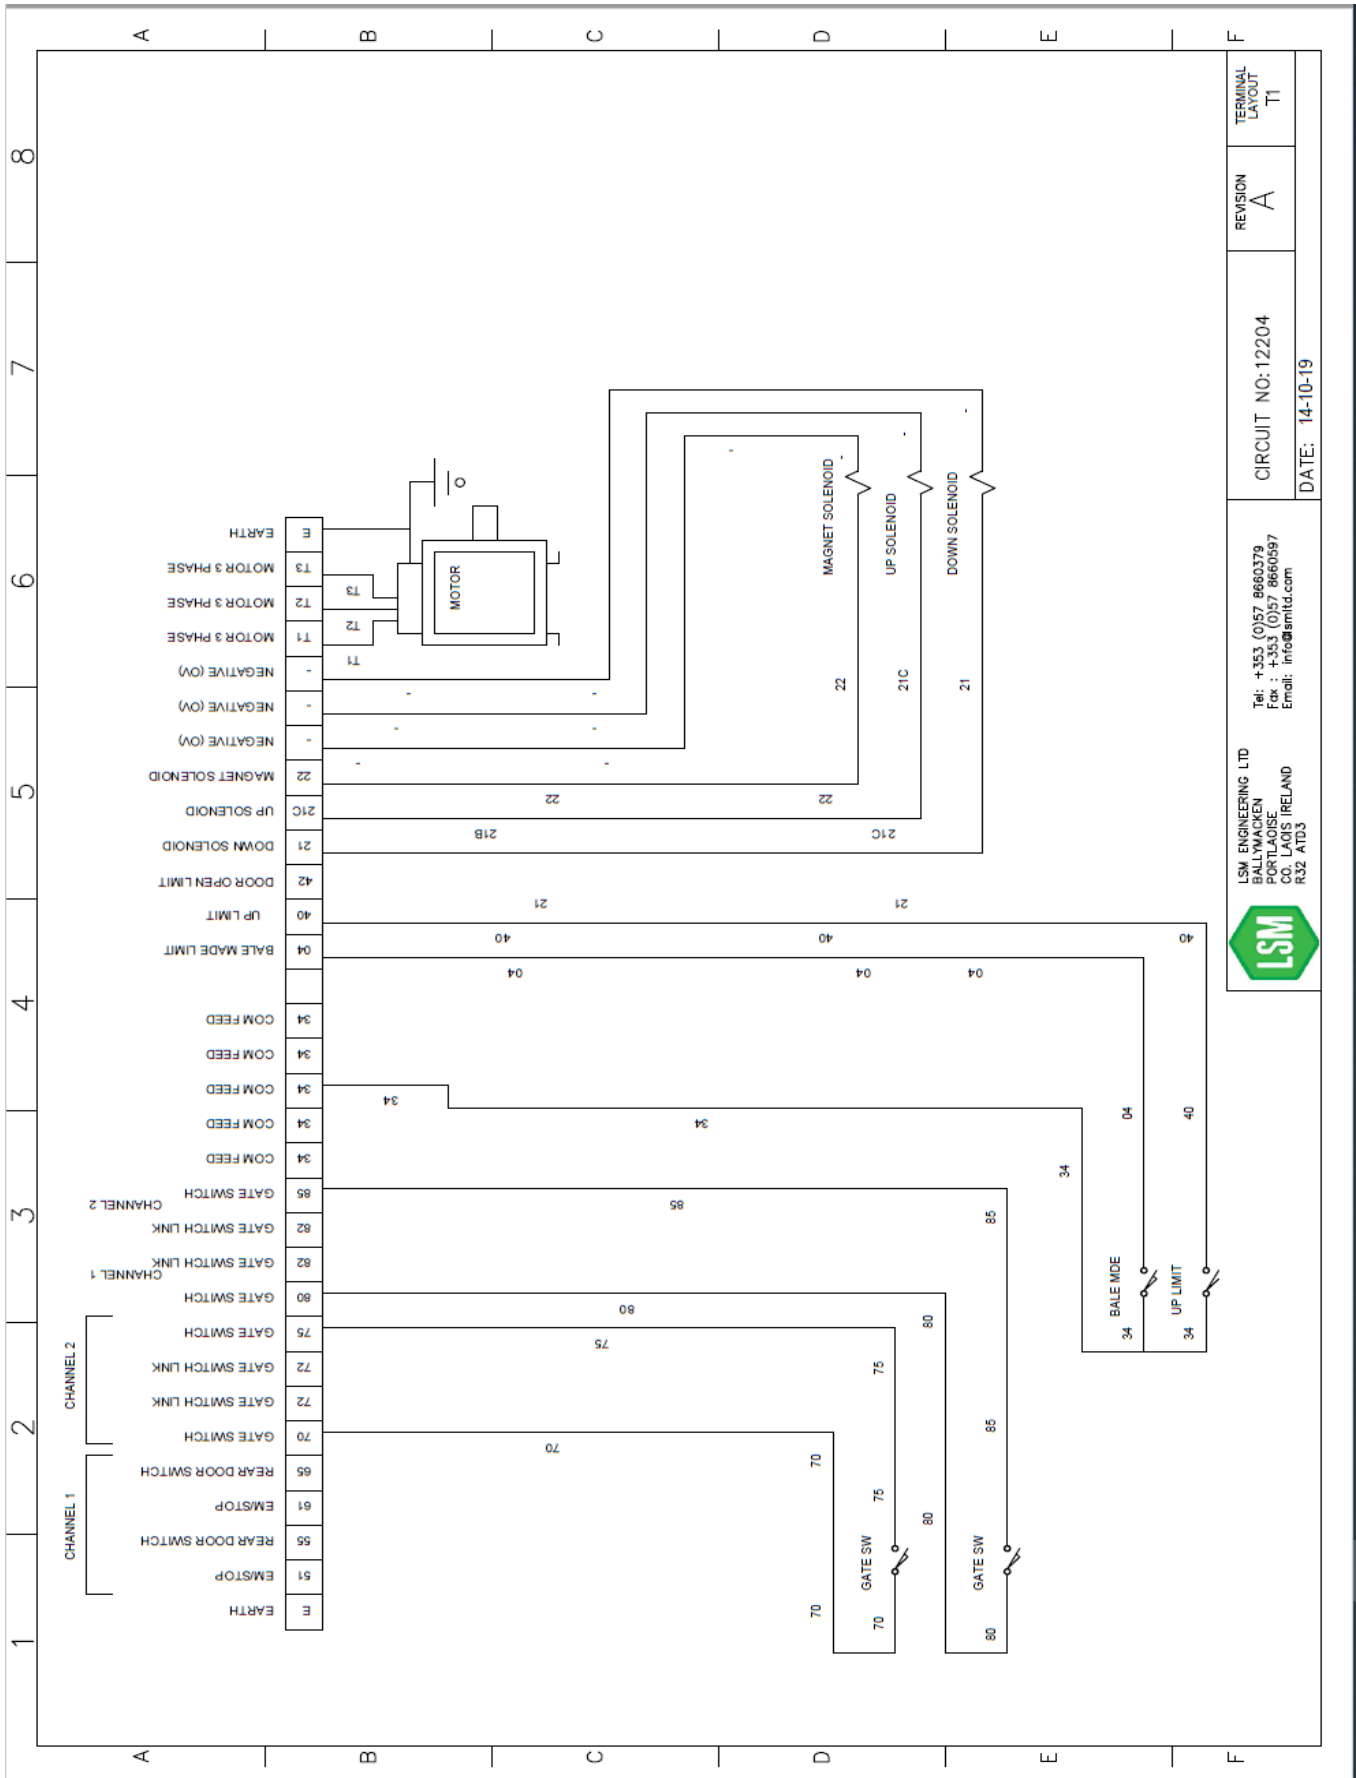 1
2
3
4
5
6
7
8
A
B
C
D
E
F
A
B
C
D
E
F
CHANNEL 1
CHANNEL 2
CHANNEL 1
CHANNEL 2
EARTH
E
EM/STOP
51
REAR DOOR SWITCH
55
EM/STOP
61
REAR DOOR SWITCH
65
GATE SWITCH
70
GATE SWITCH LINK
72
GATE SWITCH LINK
72
GATE SWITCH
75
GATE SWITCH
80
GATE SWITCH LINK
82
GATE SWITCH LINK
82
GATE SWITCH
85
COM FEED
34
COM FEED
34
COM FEED
34
COM FEED
34
COM FEED
34
BALE MADE LIMIT
04
UP LIMIT
40
DOOR OPEN LIMIT
42
DOWN SOLENOID
21
UP SOLENOID
21C
MAGNET SOLENOID
22
NEGATIVE (0V)
-
NEGATIVE (0V)
-
NEGATIVE (0V)
-
MOTOR 3 PHASE
T1
MOTOR 3 PHASE
T2
MOTOR 3 PHASE
T3
EARTH
E
T1
T2
T3
MOTOR
-
-
-
-
-
-
-
-
-
-
22
22
22
21B
21C
21C
21
21
21
MAGNET SOLENOID
UP SOLENOID
DOWN SOLENOID
40
40
40
40
04
04
04
04
34
34
34
34
34
BALE MDE
UP LIMIT
85
85
85
80
80
80
80
75
75
75
70
70
70
70
GATE SW
GATE SW
LSM
LSM ENGINEERING LTD
BALLYMACKEN
PORTLAOISE
CO. LAOIS IRELAND
R32 ATD3
Tel: +353 (0)57 8660379
Fax : +353 (0)57 8660597
Email: info@lsmltd.com
CIRCUIT NO:12204
DATE: 14-10-19
REVISION
A
TERMINAL
LAYOUT
T1